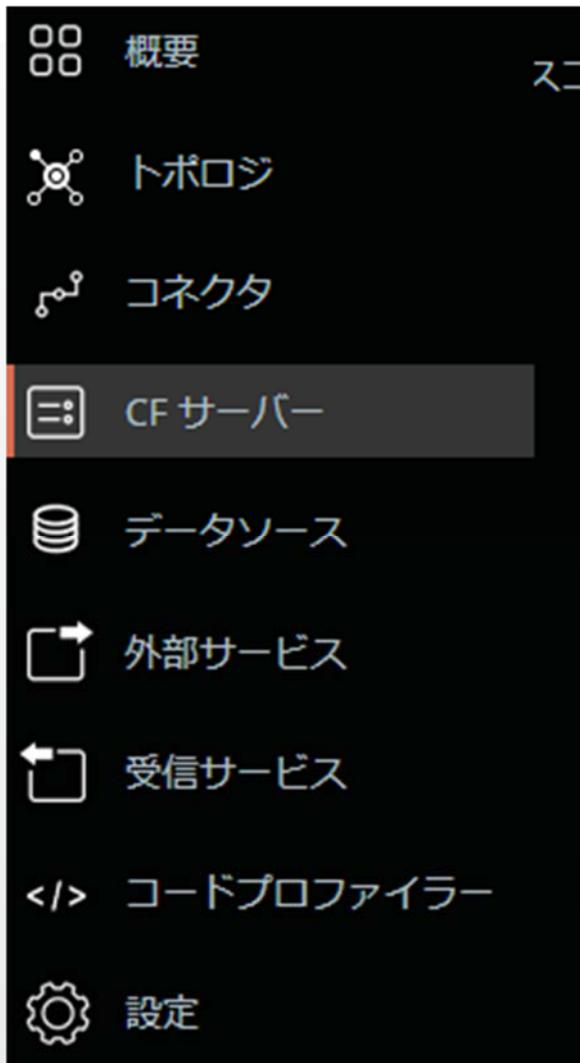 概要
スコ
トポロジ
コネクタ
CF サーバー
データソース
外部サービス
受信サービス
</> コードプロファイラー
設定